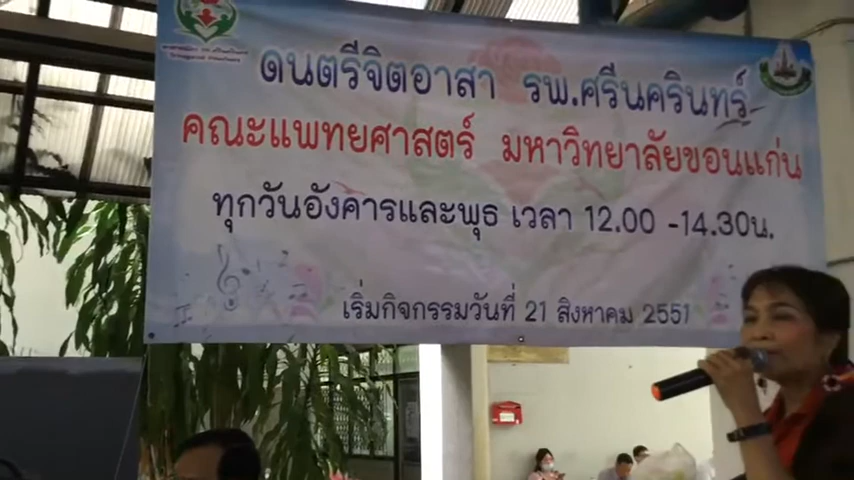 ดนตรีจิตอาสา รพ.ศรีนครินทร์
คณะแพทยศาสตร์ มหาวิทยาลัยขอนแก่น
ทุกวันอังคารและพุธ เวลา 12.00 -14.30น.
เริ่มกิจกรรมวันที่ 21 สิงหาคม 2551